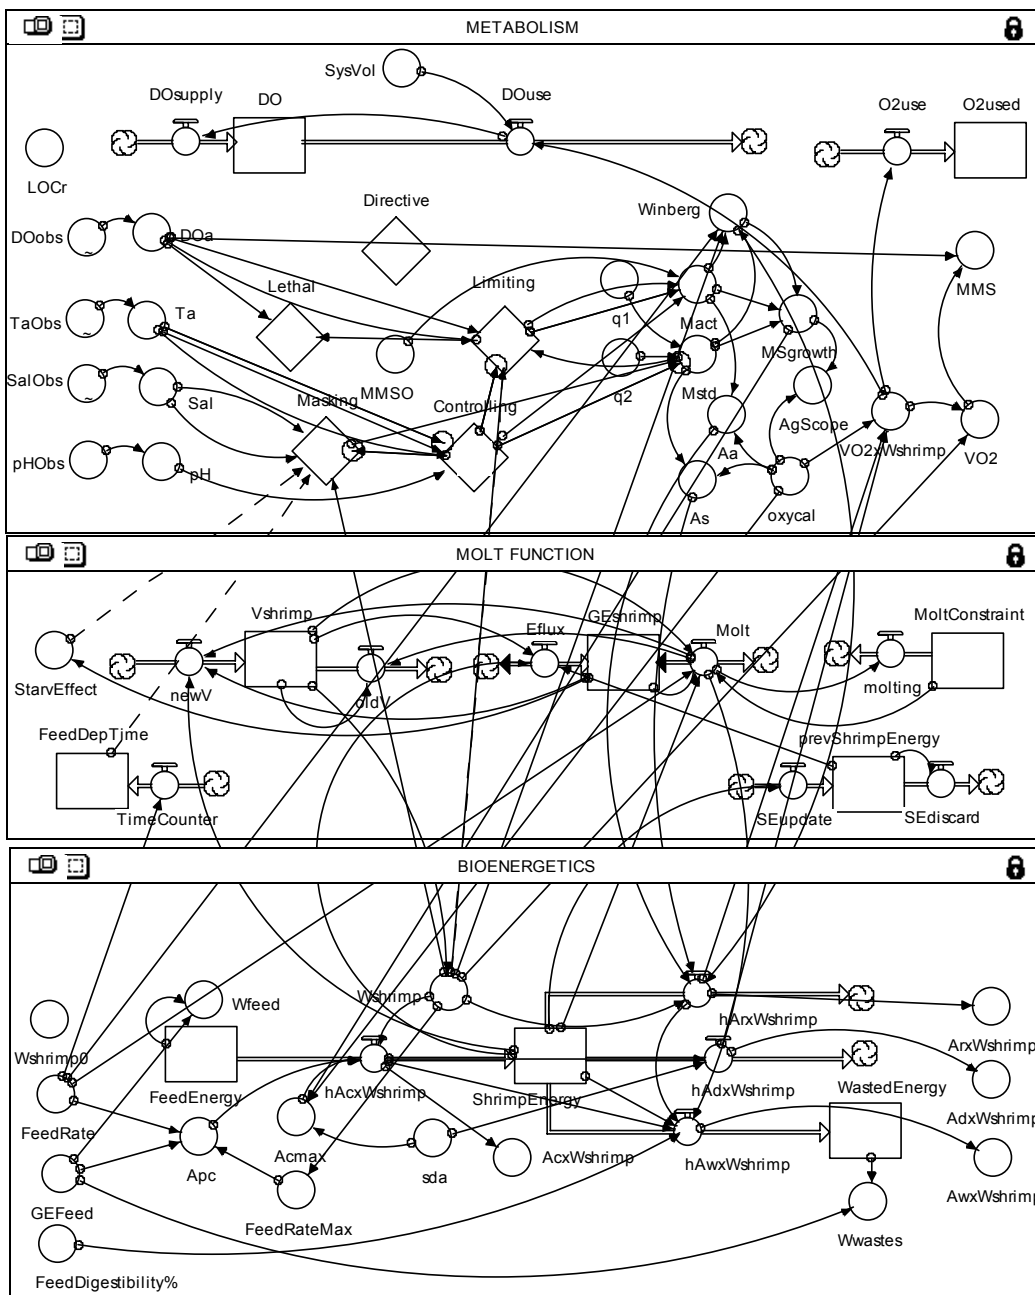 METABOLISM
SysVol
DOsupply
DO
DOuse
O2use
O2used
LOCr
Directive
Winberg
DOobs
DOa
MMS
Lethal
Limiting
TaObs
Ta
q1
Mact
MSgrowth
MMSO
q2
Mstd
SalObs
Sal
Masking
Controlling
AgScope
Aa
VO2xWshrimp
VO2
pHObs
pH
As
oxycal
MOLT FUNCTION
Vshrimp
Eflux
GEshrimp
Molt
MoltConstraint
StarvEffect
newV
oldV
molting
FeedDepTime
prevShrimpEnergy
TimeCounter
SEupdate
SEdiscard
BIOENERGETICS
Wfeed
Wshrimp
Wshrimp0
hArxWshrimp
ArxWshrimp
FeedEnergy
hAcxWshrimp
ShrimpEnergy
hAdxWshrimp
WastedEnergy
FeedRate
Acmax
AdxWshrimp
Apc
sda
AcxWshrimp
hAwxWshrimp
AwxWshrimp
GEFeed
FeedRateMax
Wwastes
FeedDigestibility%